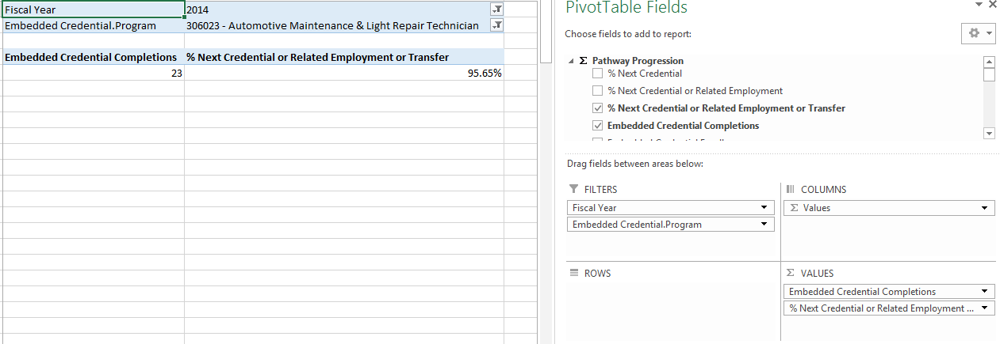 Fiscal Year 2014
Embedded Credential.Program 306023 - Automotive Maintenance & Light Repair Technician
Embedded Credential Completions % Next Credential or Related Employment or Transfer
23 95.65%
PivotTable Fields
Choose fields to add to report:
Σ Pathway Progression
% Next Credential
% Next Credential or Related Employment
% Next Credential or Related Employment or Transfer
Embedded Credential Completions
Drag fields between areas below:
FILTERS
Fiscal Year
Embedded Credential.Program
COLUMNS
Σ Values
ROWS
Σ VALUES
Embedded Credential Completions
% Next Credential or Related Employment ...